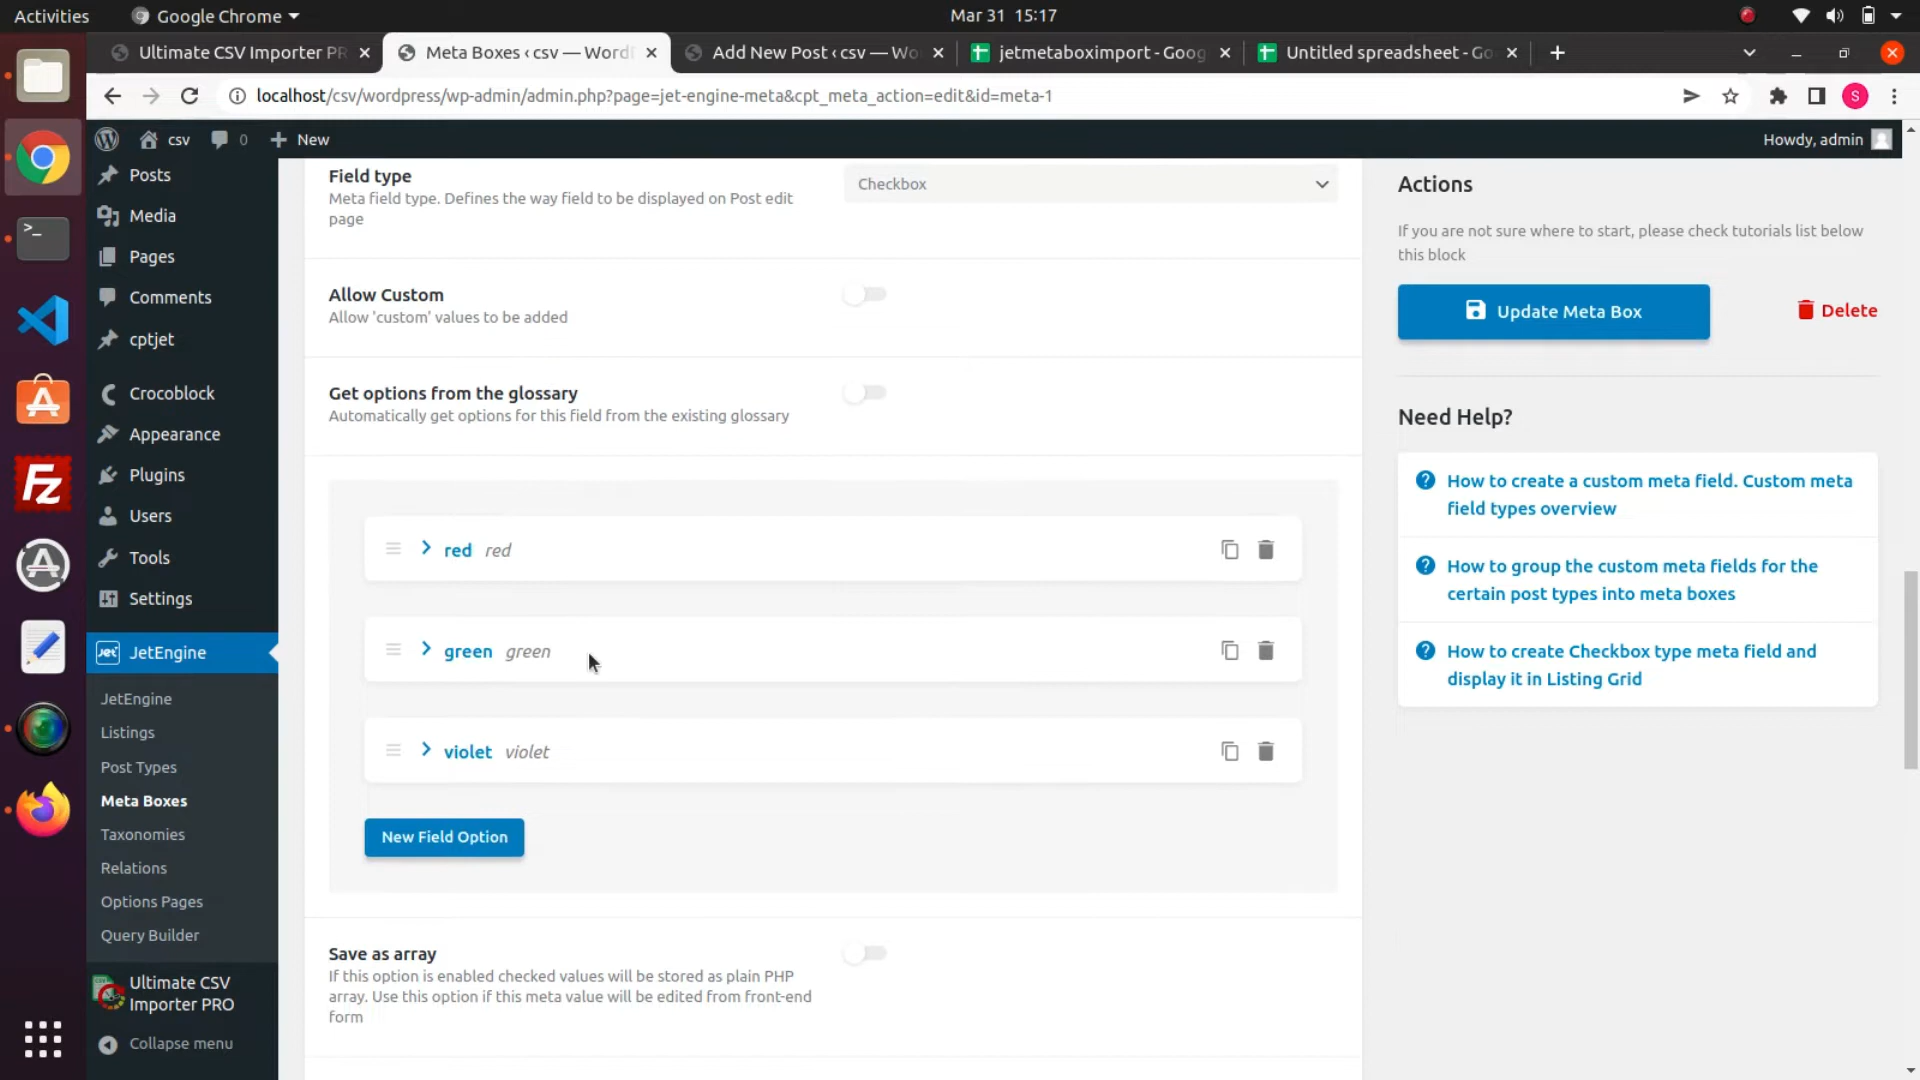 Activities
Google Chrome
Mar 31 15:17
Ultimate CSV Importer PR
Meta Boxes ‹ csv — Word
Add New Post ‹ csv — Wo
jetmetaboximport - Goog
Untitled spreadsheet - Go
localhost/csv/wordpress/wp-admin/admin.php?page=jet-engine-meta&cpt_meta_action=edit&id=meta-1
S
csv
0
New
Howdy, admin
Posts
Media
Pages
Comments
cptjet
Crocoblock
Appearance
Plugins
Users
Tools
Settings
JetEngine
JetEngine
Listings
Post Types
Meta Boxes
Taxonomies
Relations
Options Pages
Query Builder
Ultimate CSV
Importer PRO
Collapse menu
Field type
Meta field type. Defines the way field to be displayed on Post edit
page
Checkbox
Allow Custom
Allow 'custom' values to be added
Get options from the glossary
Automatically get options for this field from the existing glossary
red red
green green
violet violet
New Field Option
Save as array
If this option is enabled checked values will be stored as plain PHP
array. Use this option if this meta value will be edited from front-end
form
Actions
If you are not sure where to start, please check tutorials list below
this block
Update Meta Box
Delete
Need Help?
How to create a custom meta field. Custom meta
field types overview
How to group the custom meta fields for the
certain post types into meta boxes
How to create Checkbox type meta field and
display it in Listing Grid